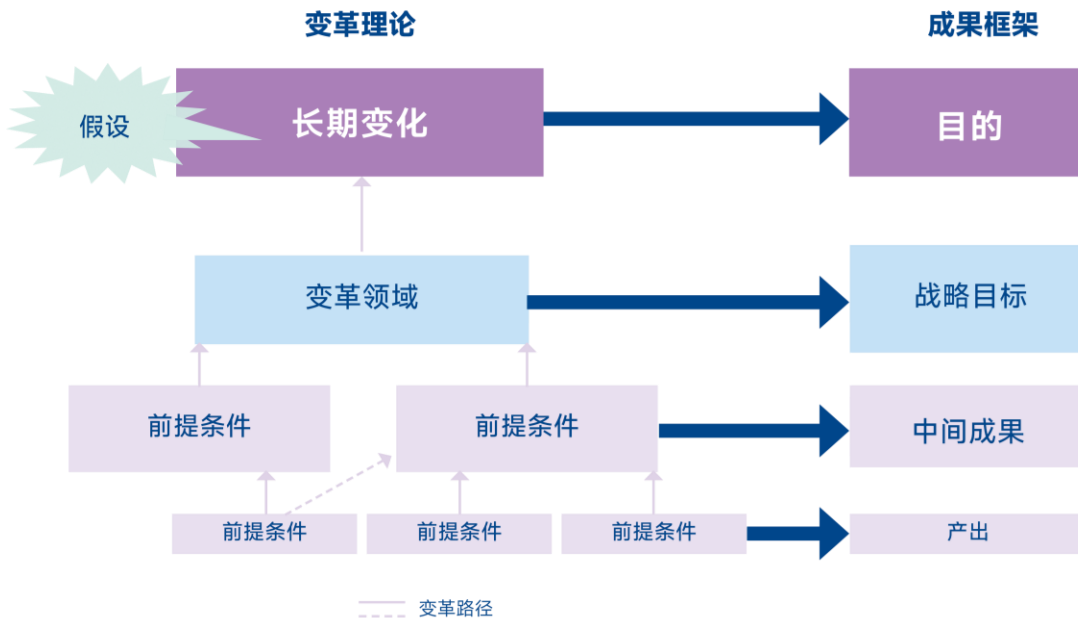 变革理论
成果框架
假设
长期变化
目的
变革领域
战略目标
前提条件
前提条件
中间成果
前提条件
前提条件
前提条件
产出
变革路径